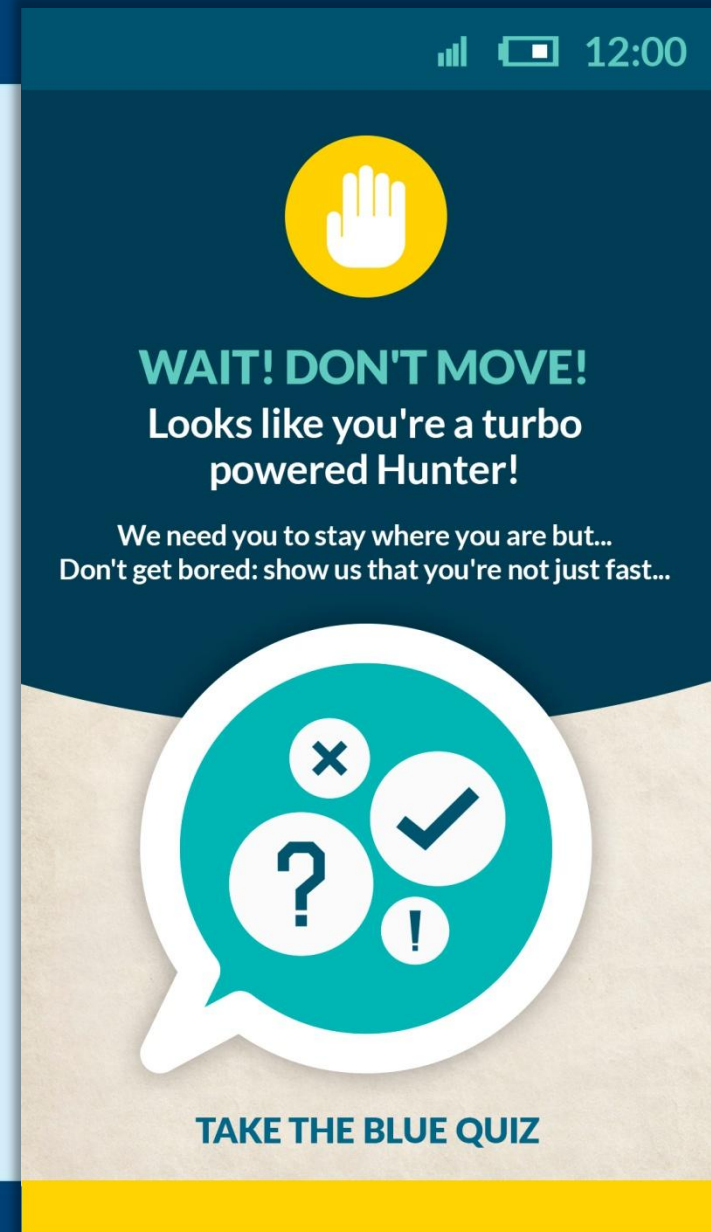 12:00
WAIT! DON'T MOVE!
Looks like you're a turbo
powered Hunter!
We need you to stay where you are but...
Don't get bored: show us that you're not just fast...
?
!
TAKE THE BLUE QUIZ